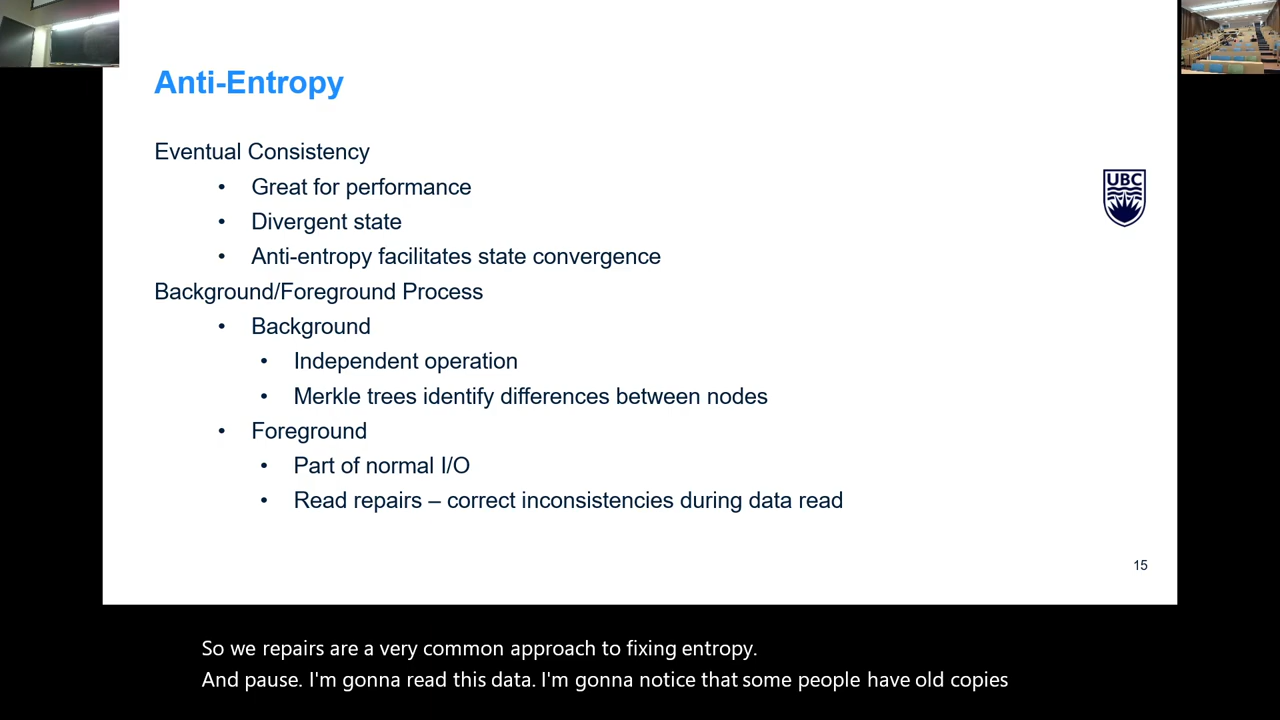 Anti-Entropy
Eventual Consistency
• Great for performance
• Divergent state
• Anti-entropy facilitates state convergence
UBC
Background/Foreground Process
• Background
• Independent operation
• Merkle trees identify differences between nodes
• Foreground
• Part of normal I/O
• Read repairs – correct inconsistencies during data read
15
So we repairs are a very common approach to fixing entropy.
And pause. I'm gonna read this data. I'm gonna notice that some people have old copies